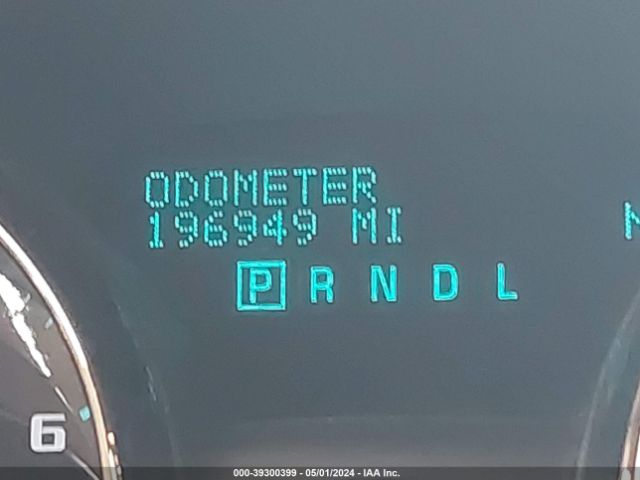 ODOMETER
196949 MI
N
P R N D L
6
000-39300399 - 05/01/2024 - IAA Inc.